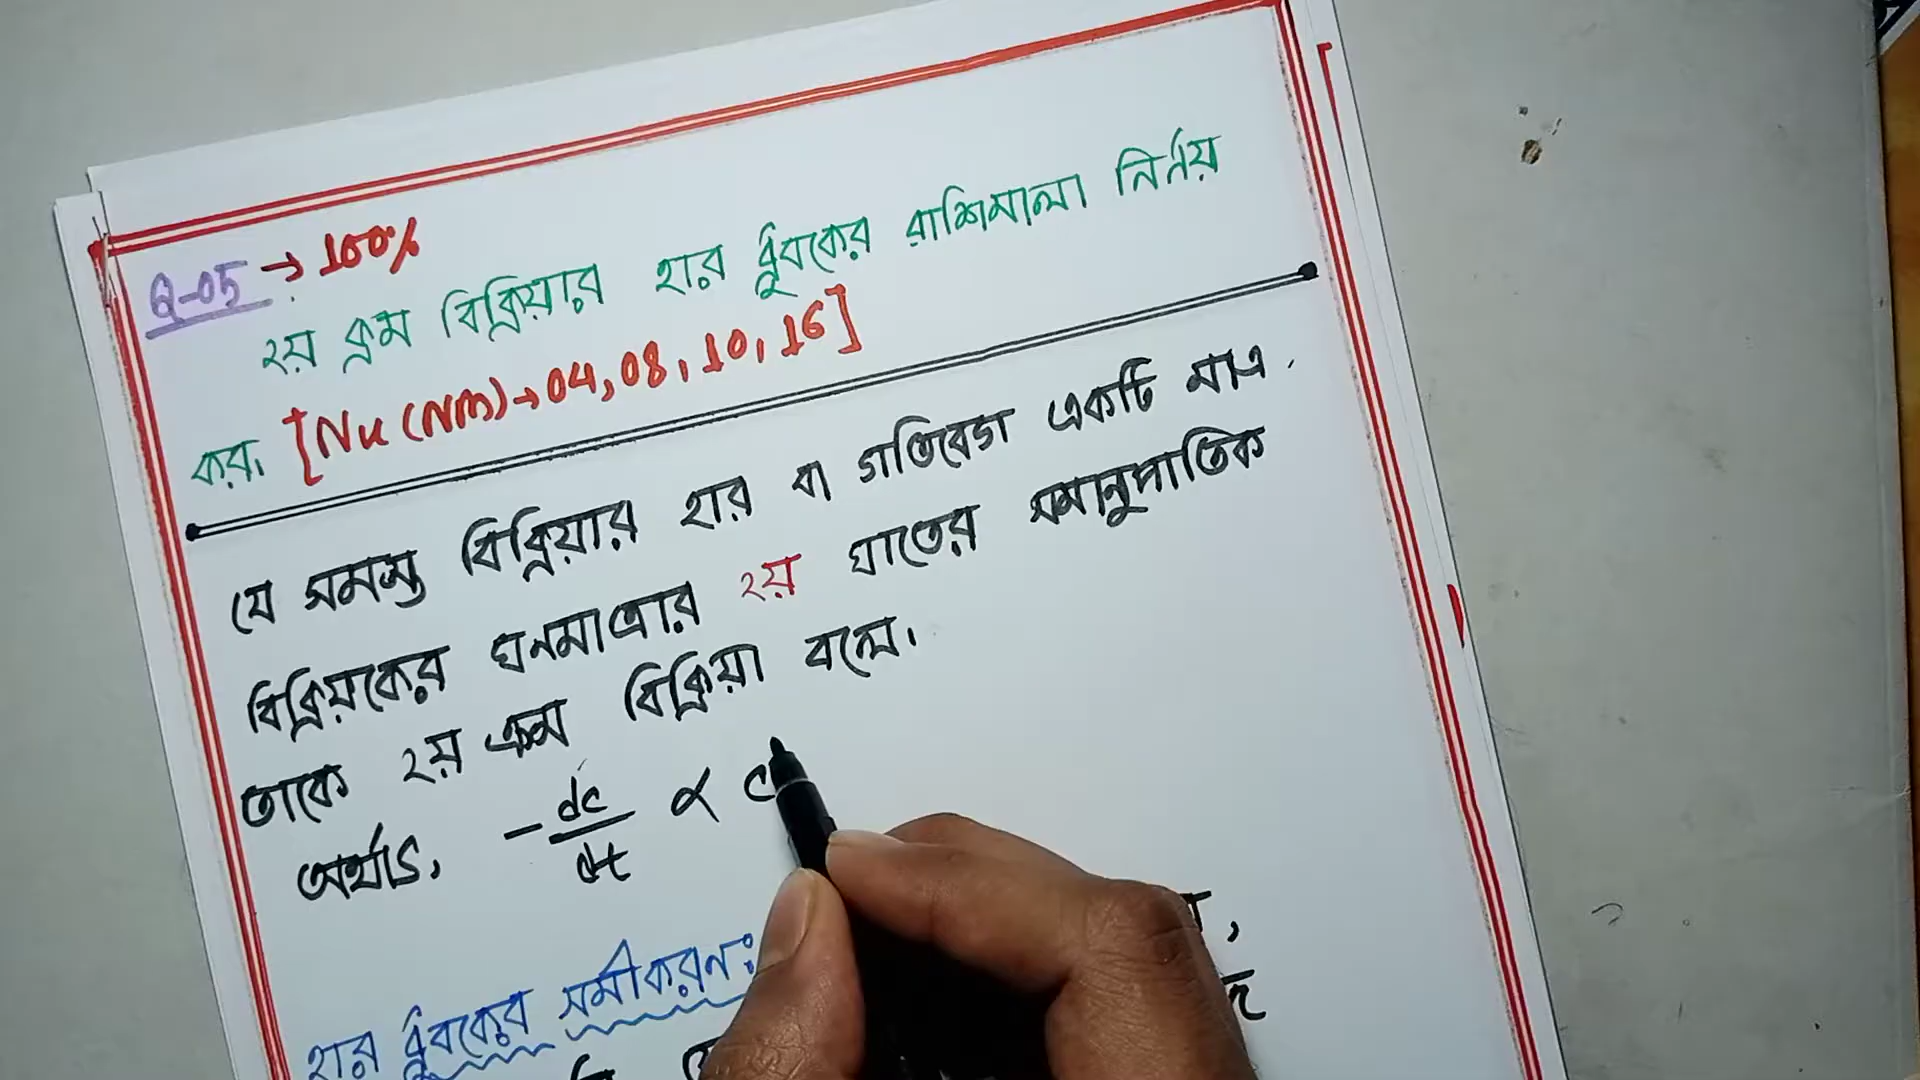 Q-05 → 100%
২য় ক্রম বিক্রিয়ার হার ধ্রুবকের রাশিমালা নির্ণয়
কর। [Nu (NM)→04, 08, 10, 16]
যে সমস্ত বিক্রিয়ার হার বা গতিবেগ একটি মাত্র
বিক্রিয়কের ঘনমাত্রার ২য় ঘাতের সমানুপাতিক
তাকে ২য় ক্রম বিক্রিয়া বলে।
অর্থাৎ, -dc/dt ∝ c
হার ধ্রুবকের সমীকরণ: